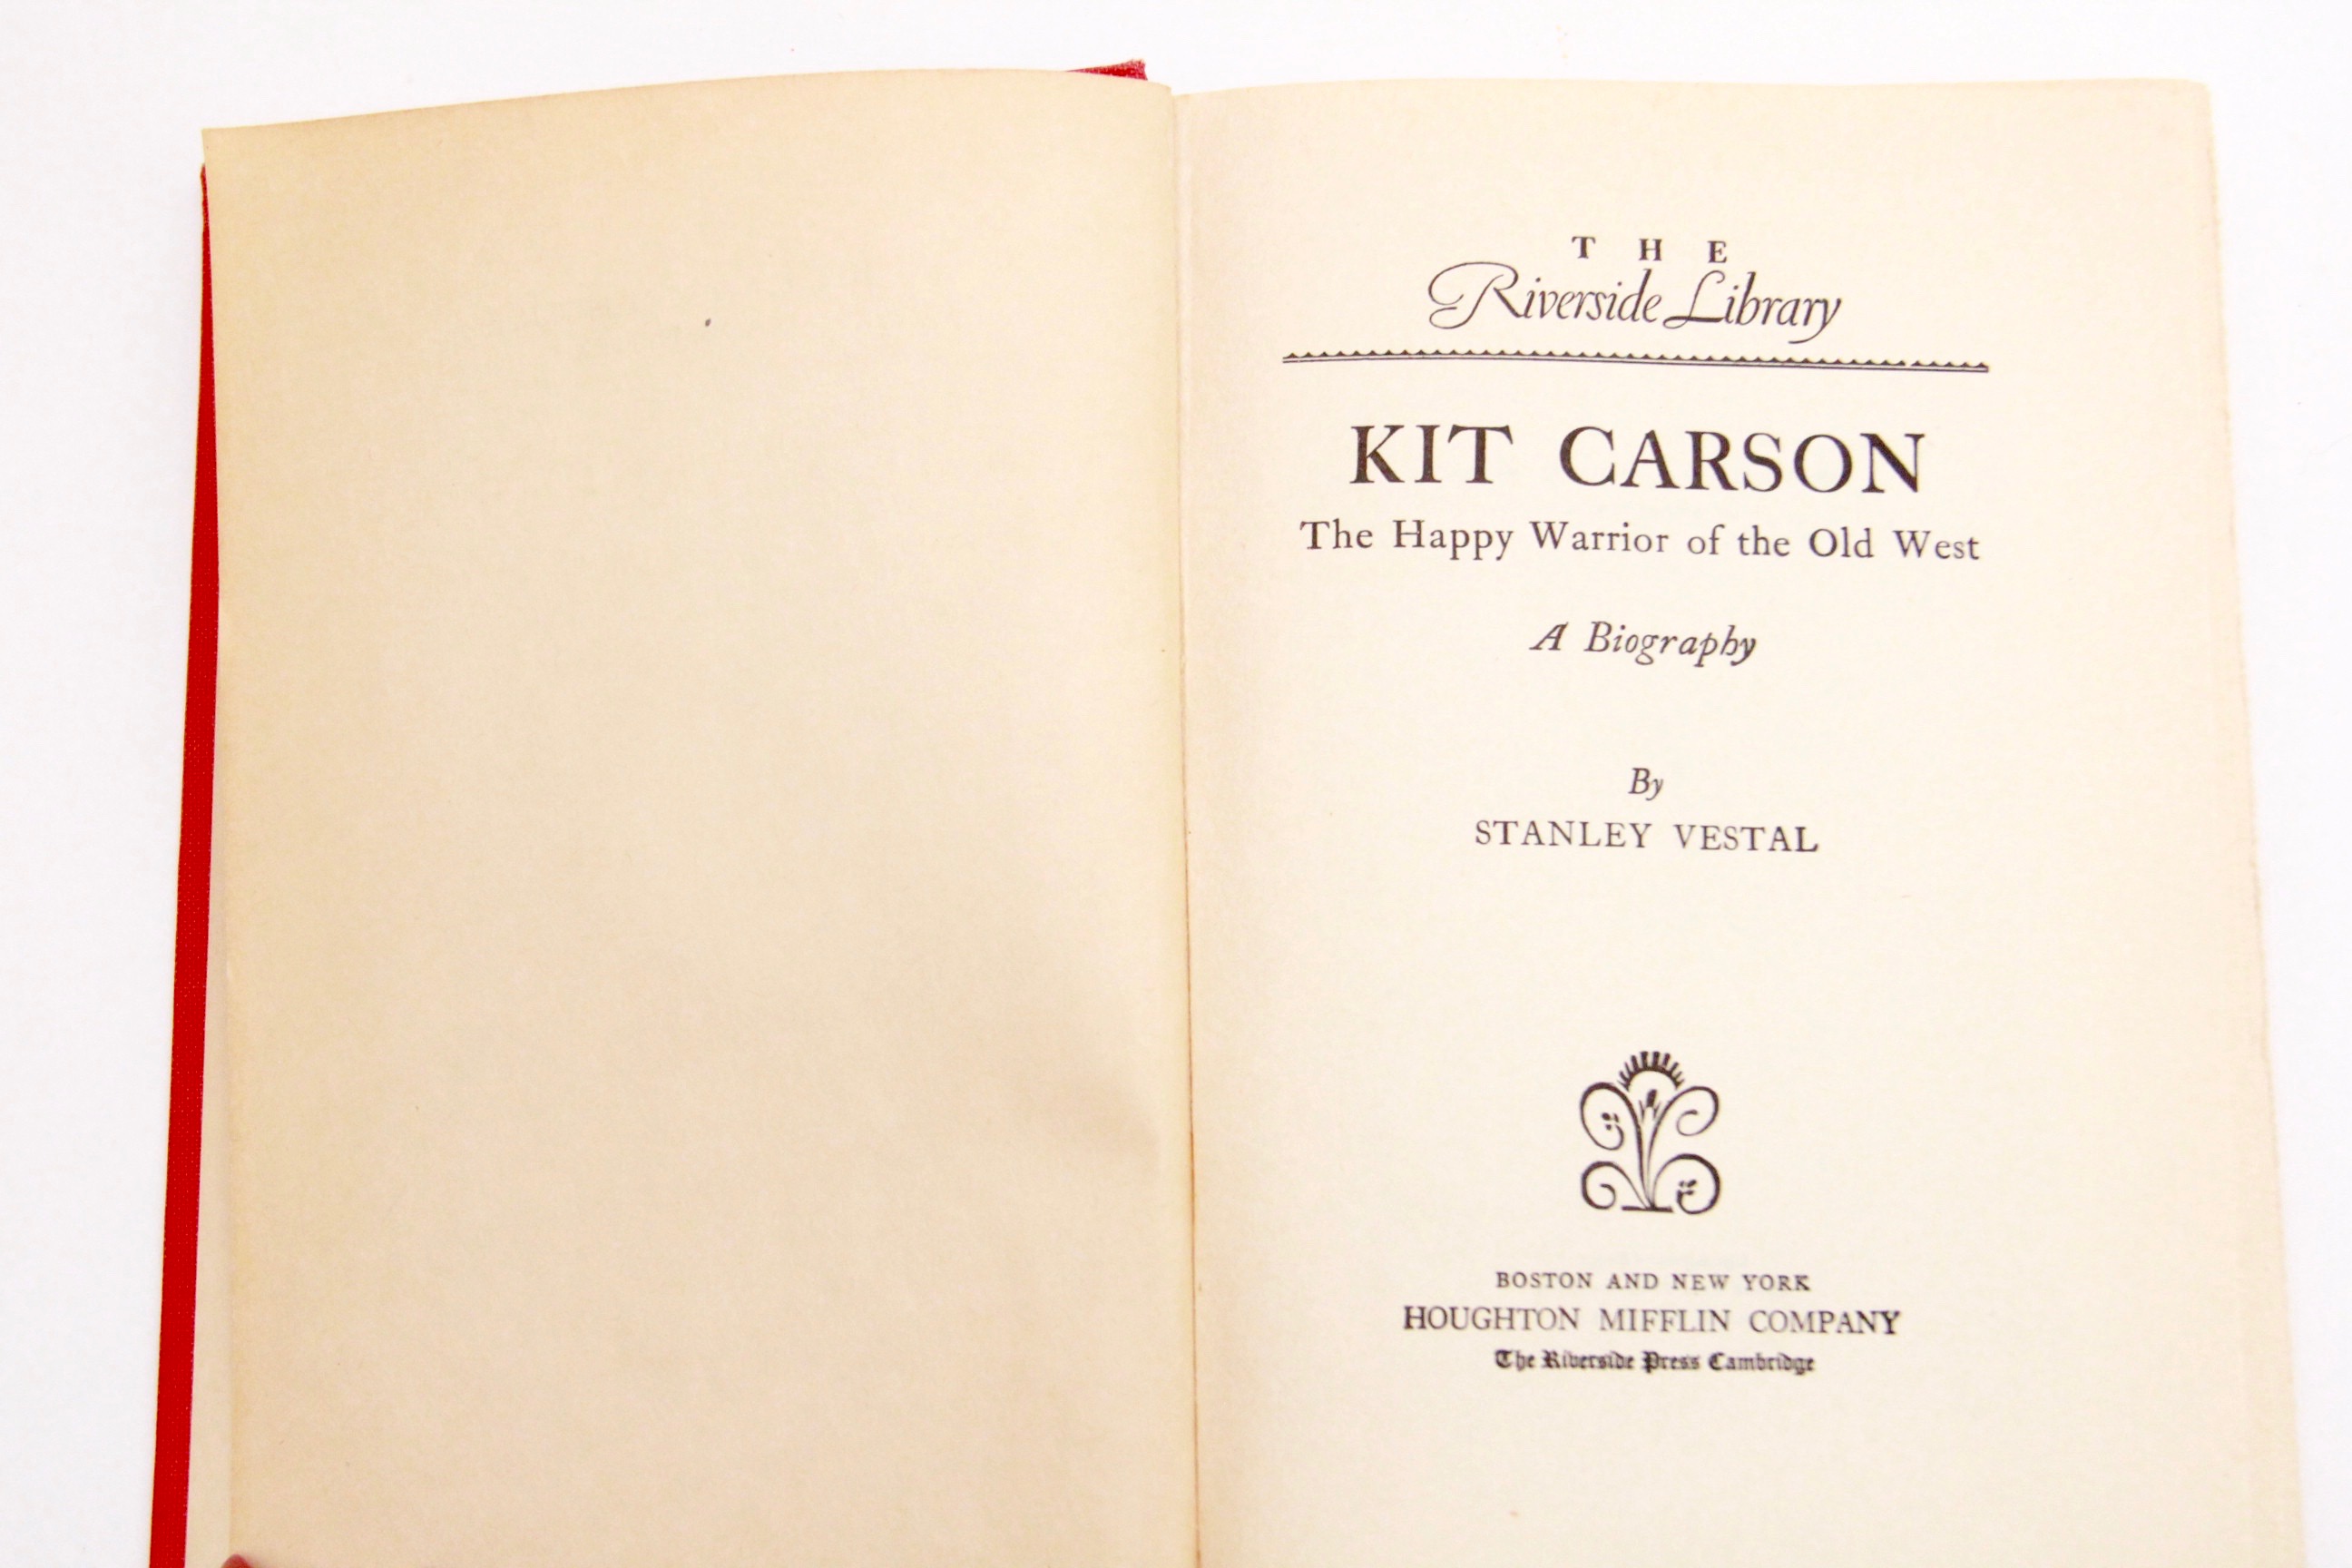 THE
Riverside Library
KIT CARSON
The Happy Warrior of the Old West
A Biography
By
STANLEY VESTAL
BOSTON AND NEW YORK
HOUGHTON MIFFLIN COMPANY
The Riverside Press Cambridge